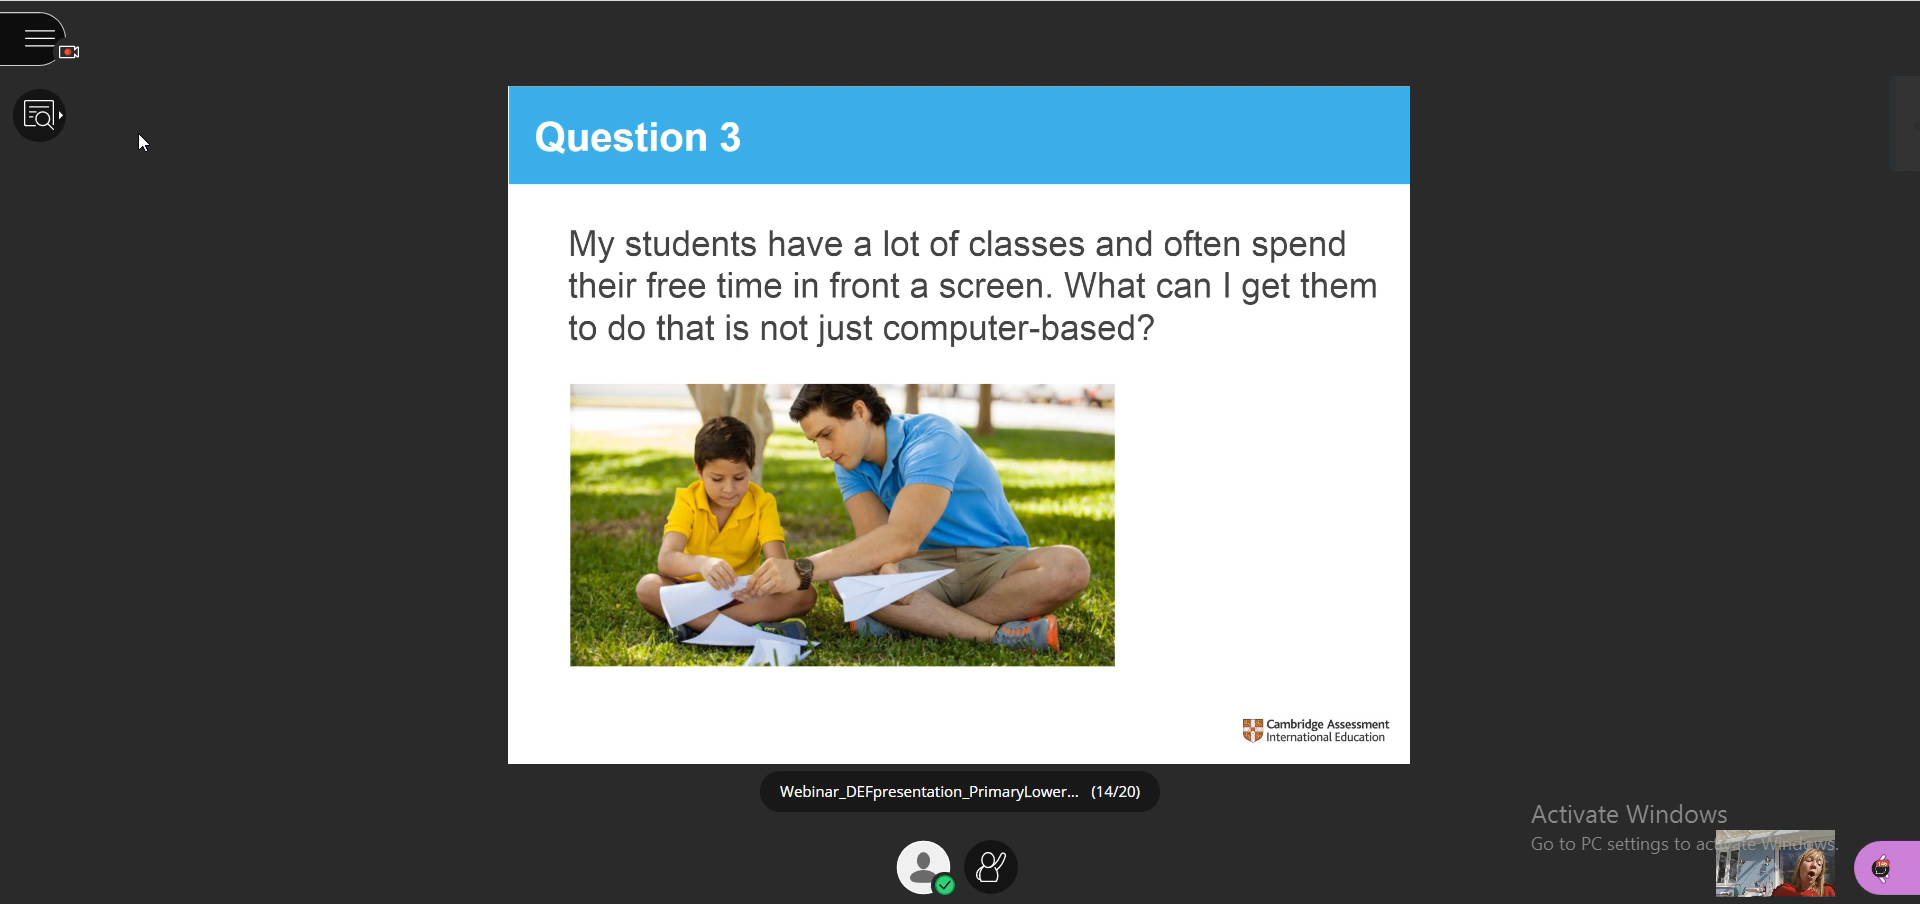 Question 3
My students have a lot of classes and often spend
their free time in front a screen. What can I get them
to do that is not just computer-based?
Cambridge Assessment
International Education
Webinar_DEFpresentation_PrimaryLower... (14/20)
Activate Windows
Go to PC settings to activate Windows.